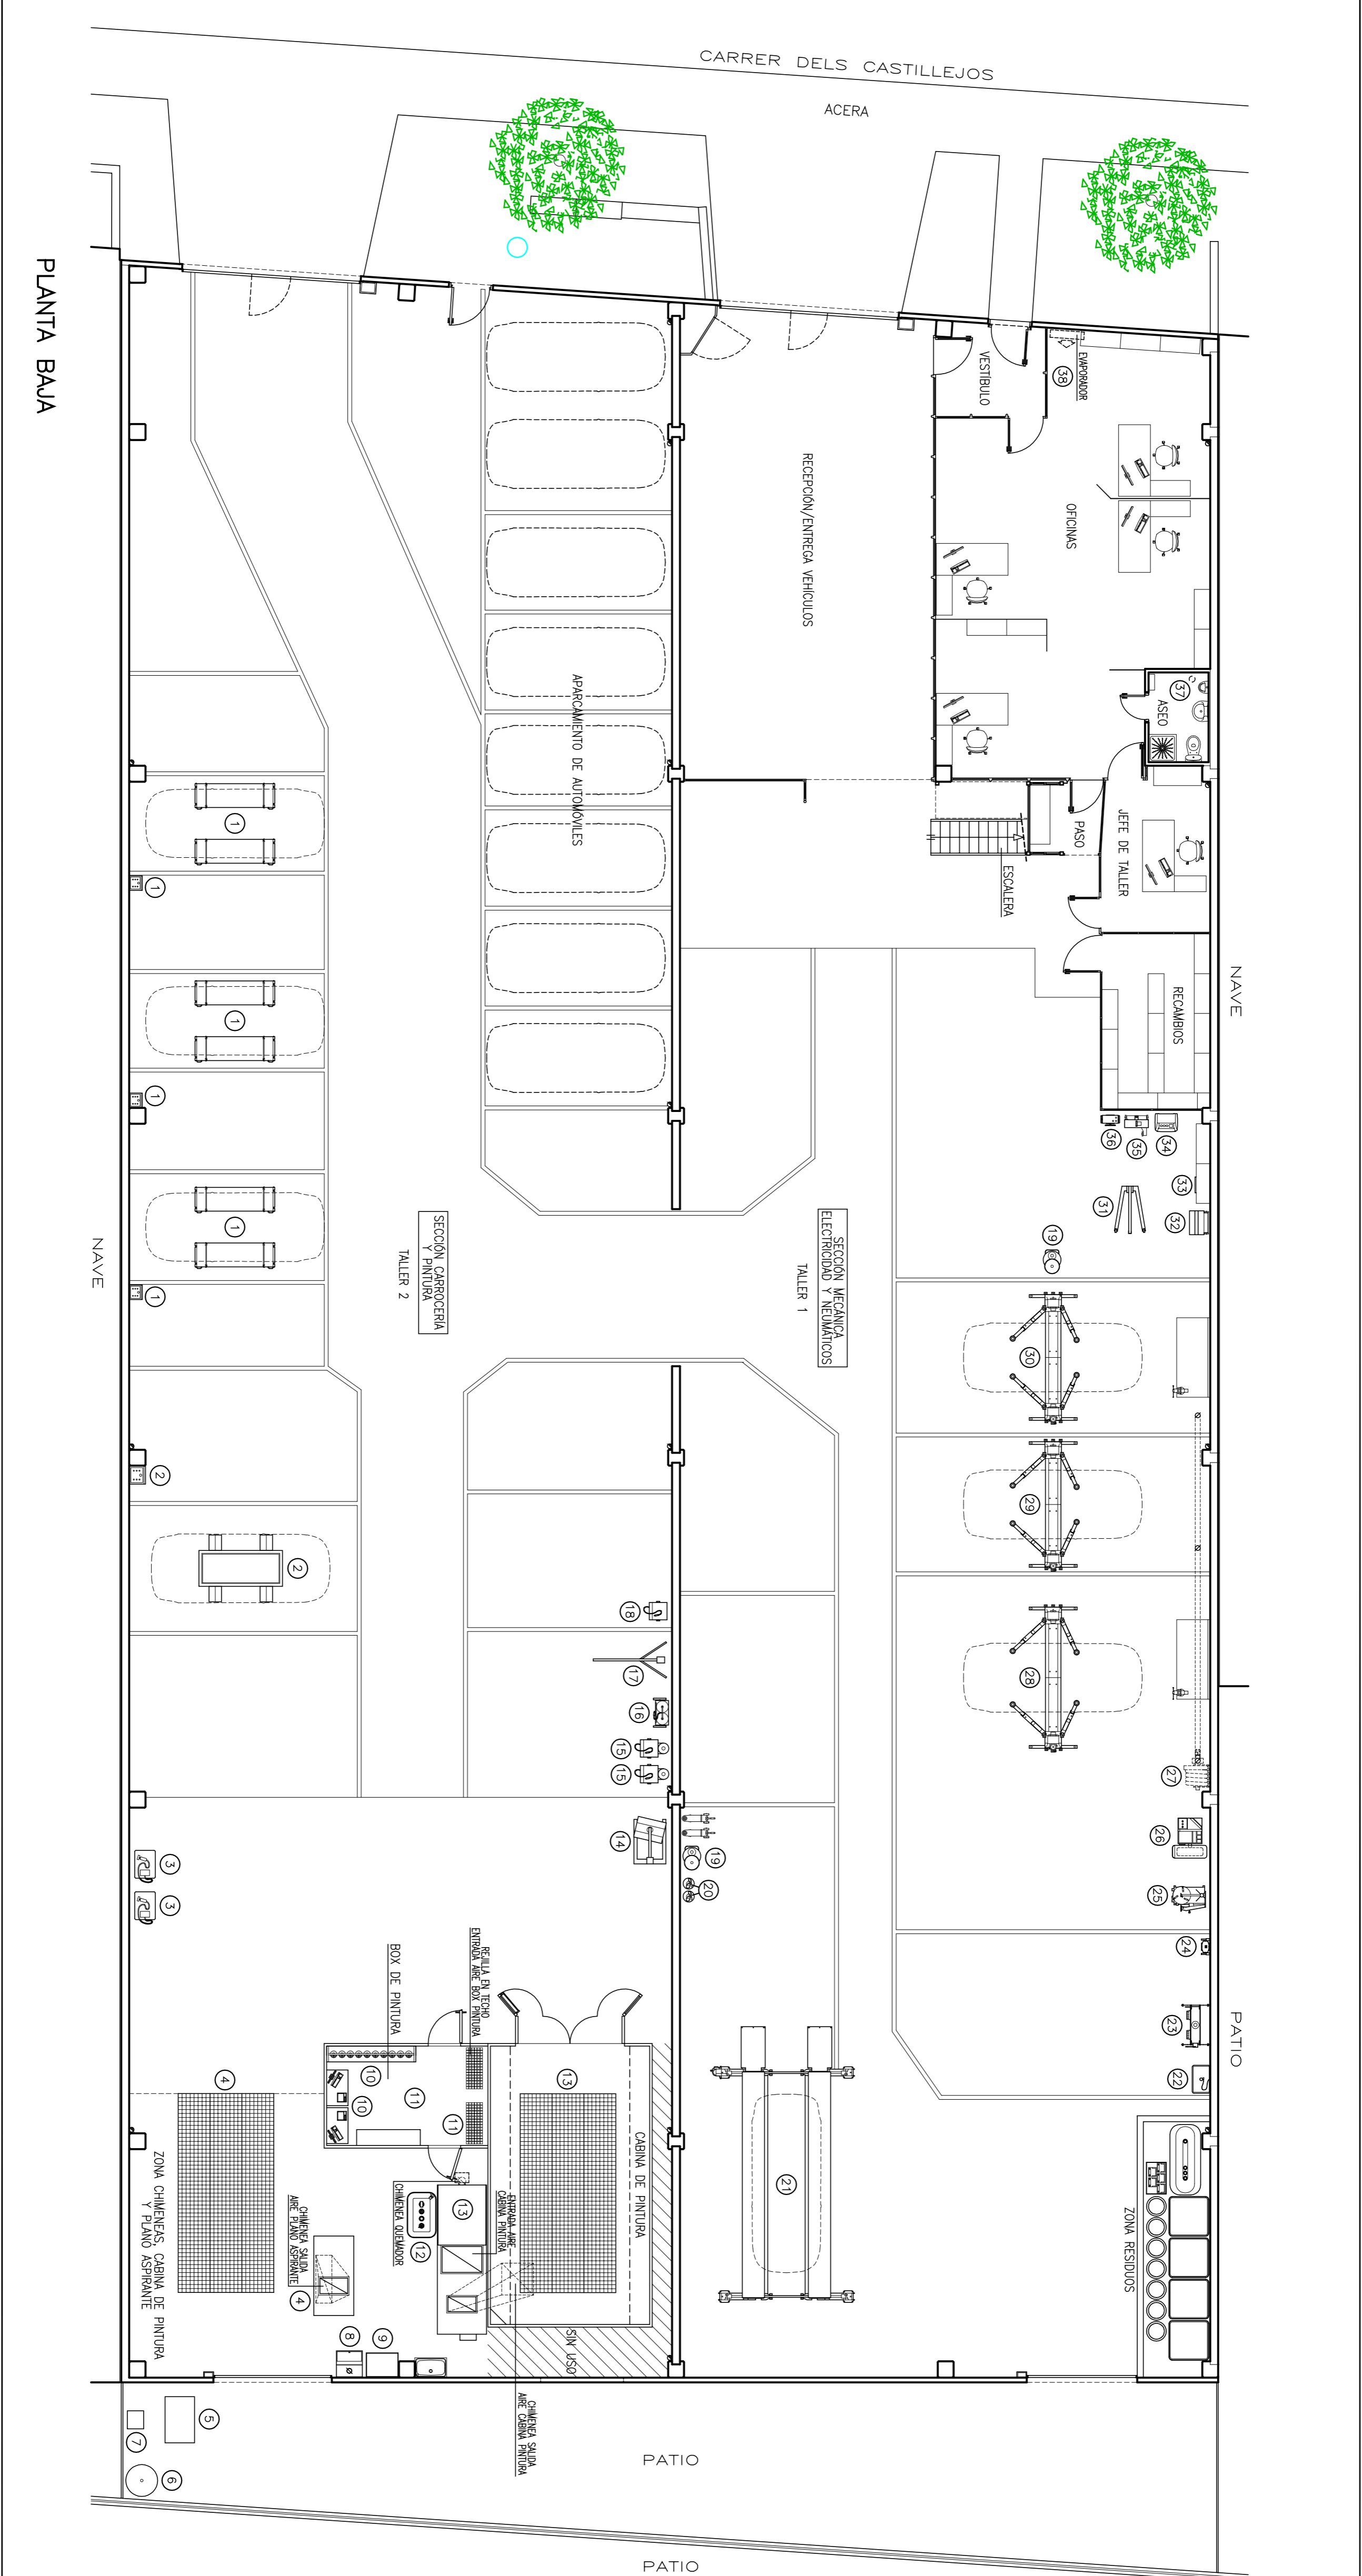 CARRER DELS CASTILLEJOS
ACERA
PLANTA BAJA
VESTÍBULO
EVAPORADOR
38
OFICINAS
RECEPCIÓN/ENTREGA VEHÍCULOS
APARCAMIENTO DE AUTOMÓVILES
37
ASEO
JEFE DE TALLER
PASO
ESCALERA
NAVE
RECAMBIOS
1
1
1
1
1
1
36
35
34
33
32
31
19
SECCIÓN MECÁNICA
ELECTRICIDAD Y NEUMÁTICOS
TALLER 1
SECCIÓN CARROCERÍA
Y PINTURA
TALLER 2
NAVE
30
29
28
27
26
25
24
23
22
2
2
18
17
16
15
15
14
19
20
3
3
PATIO
REJILLA EN TECHO
ENTRADA AIRE BOX PINTURA
BOX DE PINTURA
10
10
11
11
13
CABINA DE PINTURA
4
21
ZONA RESIDUOS
ZONA CHIMENEAS, CABINA DE PINTURA
Y PLANO ASPIRANTE
CHIMENEA SALIDA
AIRE PLANO ASPIRANTE
4
CHIMENEA QUEMADOR
12
13
ENTRADA AIRE
CABINA PINTURA
SIN USO
8
9
CHIMENEA SALIDA
AIRE CABINA PINTURA
5
7
6
PATIO
PATIO